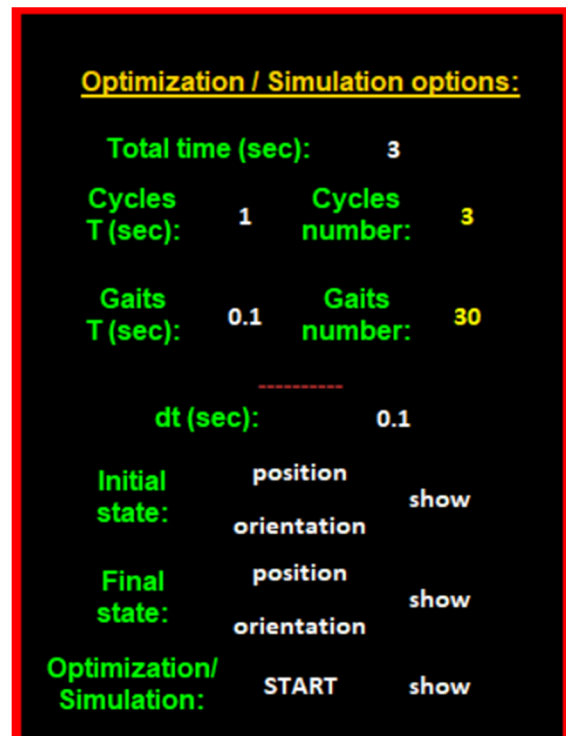 Optimization / Simulation options:
Total time (sec): 3
Cycles T (sec): 1 Cycles number: 3
Gaits T (sec): 0.1 Gaits number: 30
----------
dt (sec): 0.1
Initial state: position orientation show
Final state: position orientation show
Optimization/ Simulation: START show